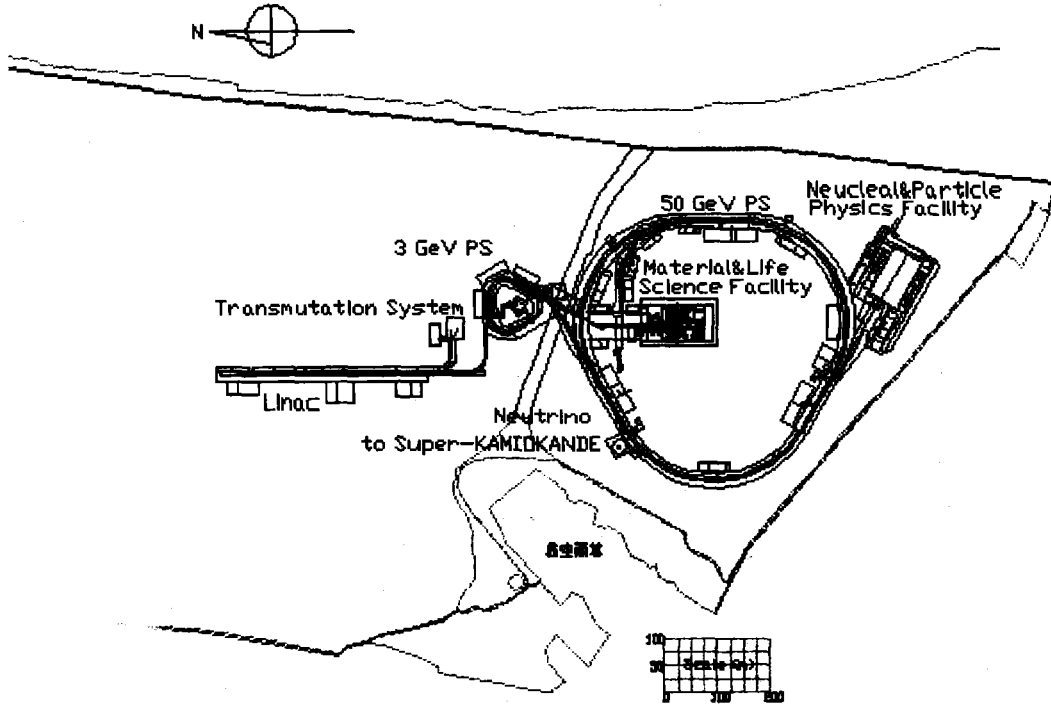 N
Neucleal&Particle
Physics Facility
50 GeV PS
3 GeV PS
Material&Life
Science Facility
Transmutation System
Linac
Neutrino
to Super-KAMIOKANDE
100
50
0